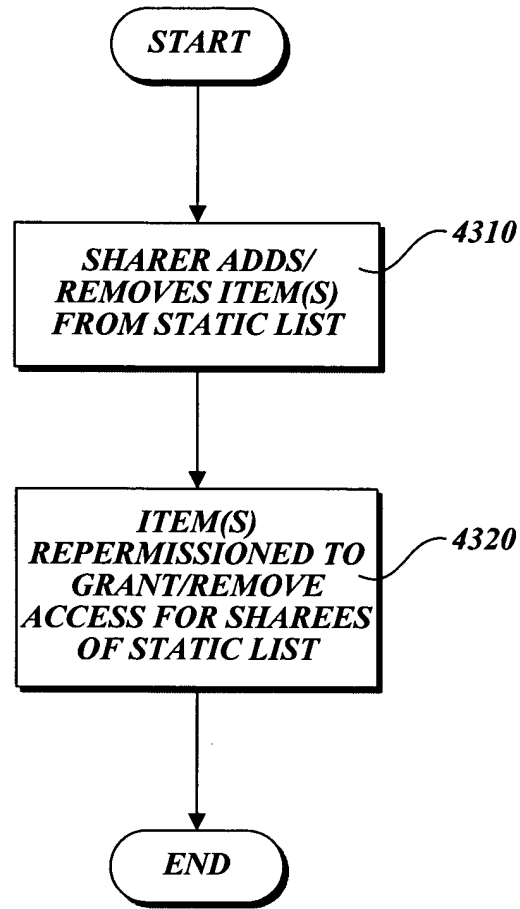 START
SHARER ADDS/
REMOVES ITEM(S)
FROM STATIC LIST
4310
ITEM(S)
REPERMISSIONED TO
GRANT/REMOVE
ACCESS FOR SHAREES
OF STATIC LIST
4320
END